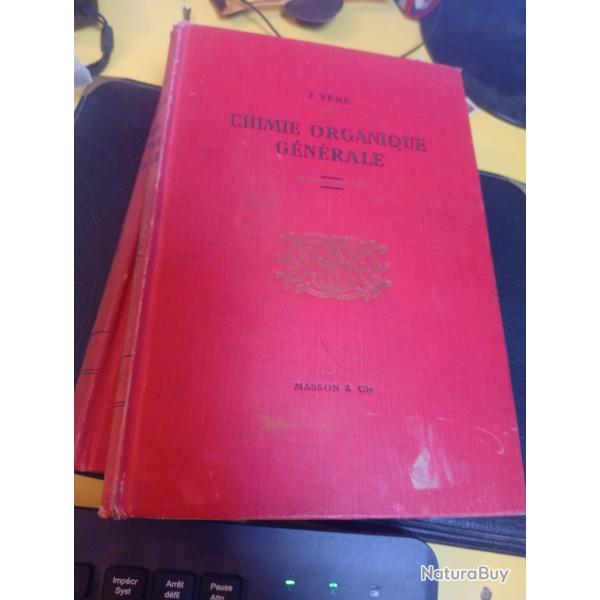 J. VÈNE
CHIMIE ORGANIQUE
GÉNÉRALE
MASSON & Cie
Impécr
Syst
Arrêt
défil
Pause
Attn
NaturaBuy